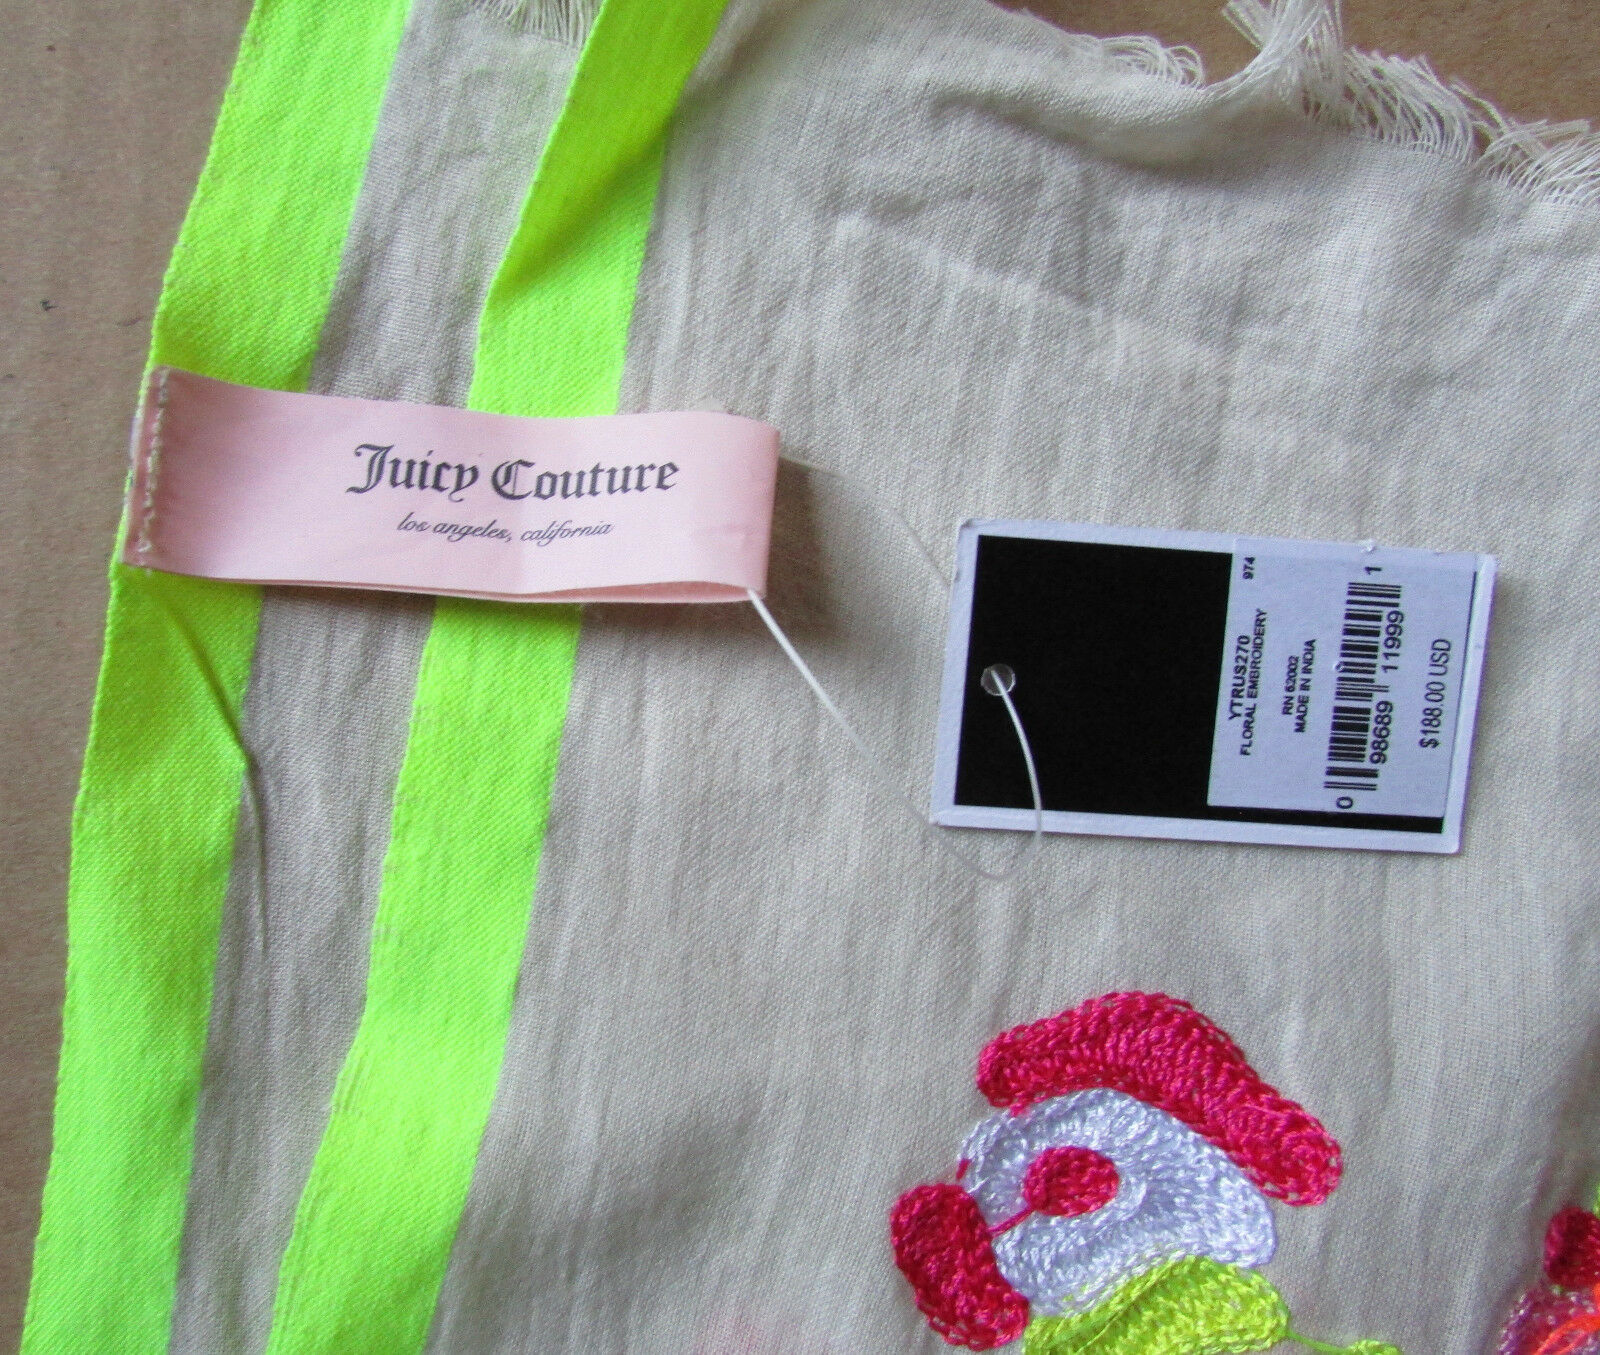 Juicy Couture
los angeles, california
974
YTRUS270
FLORAL EMBROIDERY
RN 52002
MADE IN INDIA
0 98689 11999 1
$188.00 USD